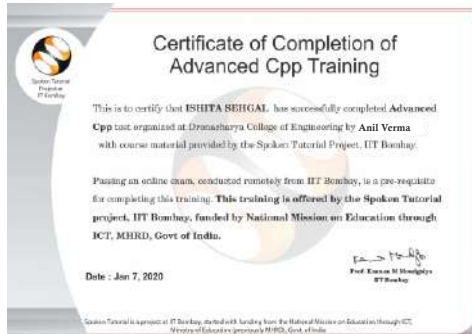 Certificate of Completion of
Advanced Cpp Training
Spoken Tutorial
Project at
IIT Bombay
This is to certify that ISHITA SEHGAL has successfully completed Advanced
Cpp test organized at Dronacharya College of Engineering by Anil Verma
with course material provided by the Spoken Tutorial Project, IIT Bombay.
Passing an online exam, conducted remotely from IIT Bombay, is a pre-requisite
for completing this training. This training is offered by the Spoken Tutorial
project, IIT Bombay, funded by National Mission on Education through
ICT, MHRD, Govt of India.
Date : Jan 7, 2020
Prof. Kannan M Moudgalya
IIT Bombay
Spoken Tutorial is a project at IIT Bombay, started with funding from the National Mission on Education through ICT,
Ministry of Education (previously MHRD), Govt. of India